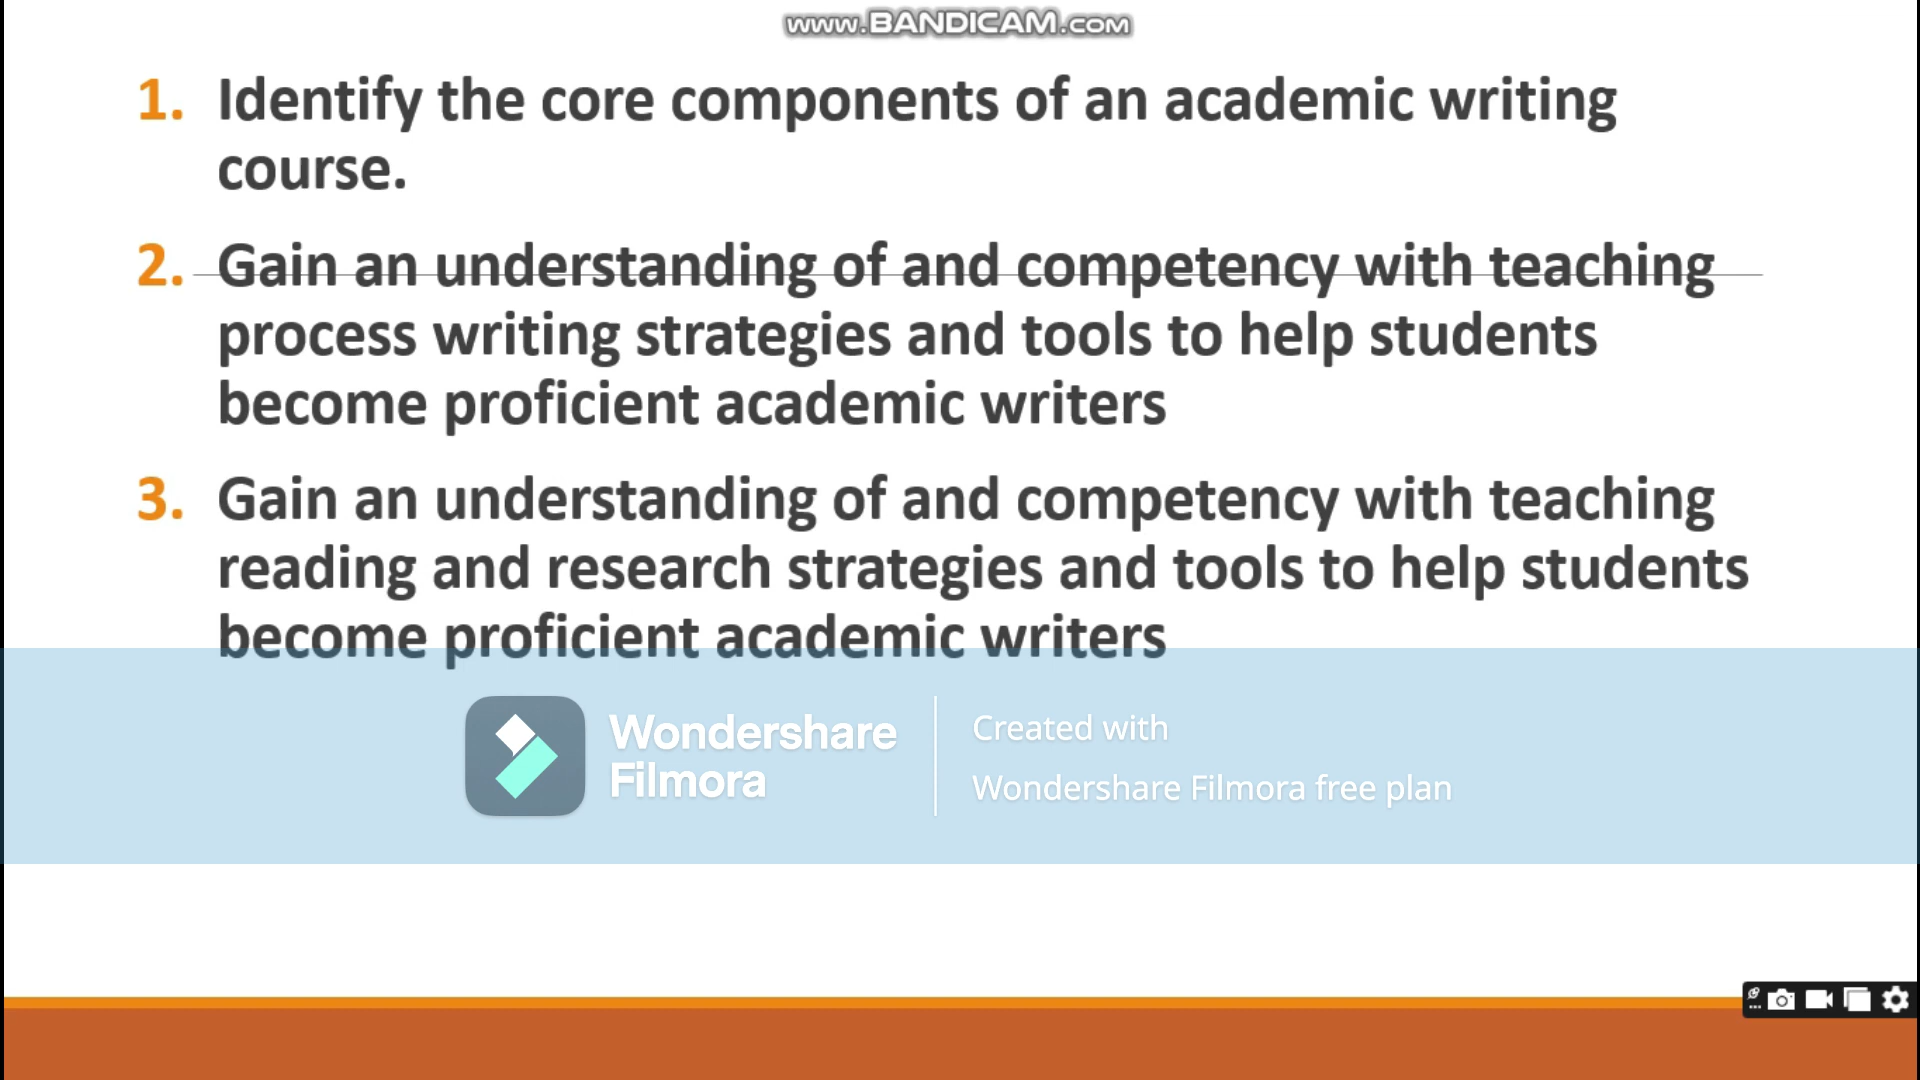 www.BANDICAM.com
1. Identify the core components of an academic writing
course.
2. Gain an understanding of and competency with teaching
process writing strategies and tools to help students
become proficient academic writers
3. Gain an understanding of and competency with teaching
reading and research strategies and tools to help students
become proficient academic writers
Wondershare
Filmora
Created with
Wondershare Filmora free plan